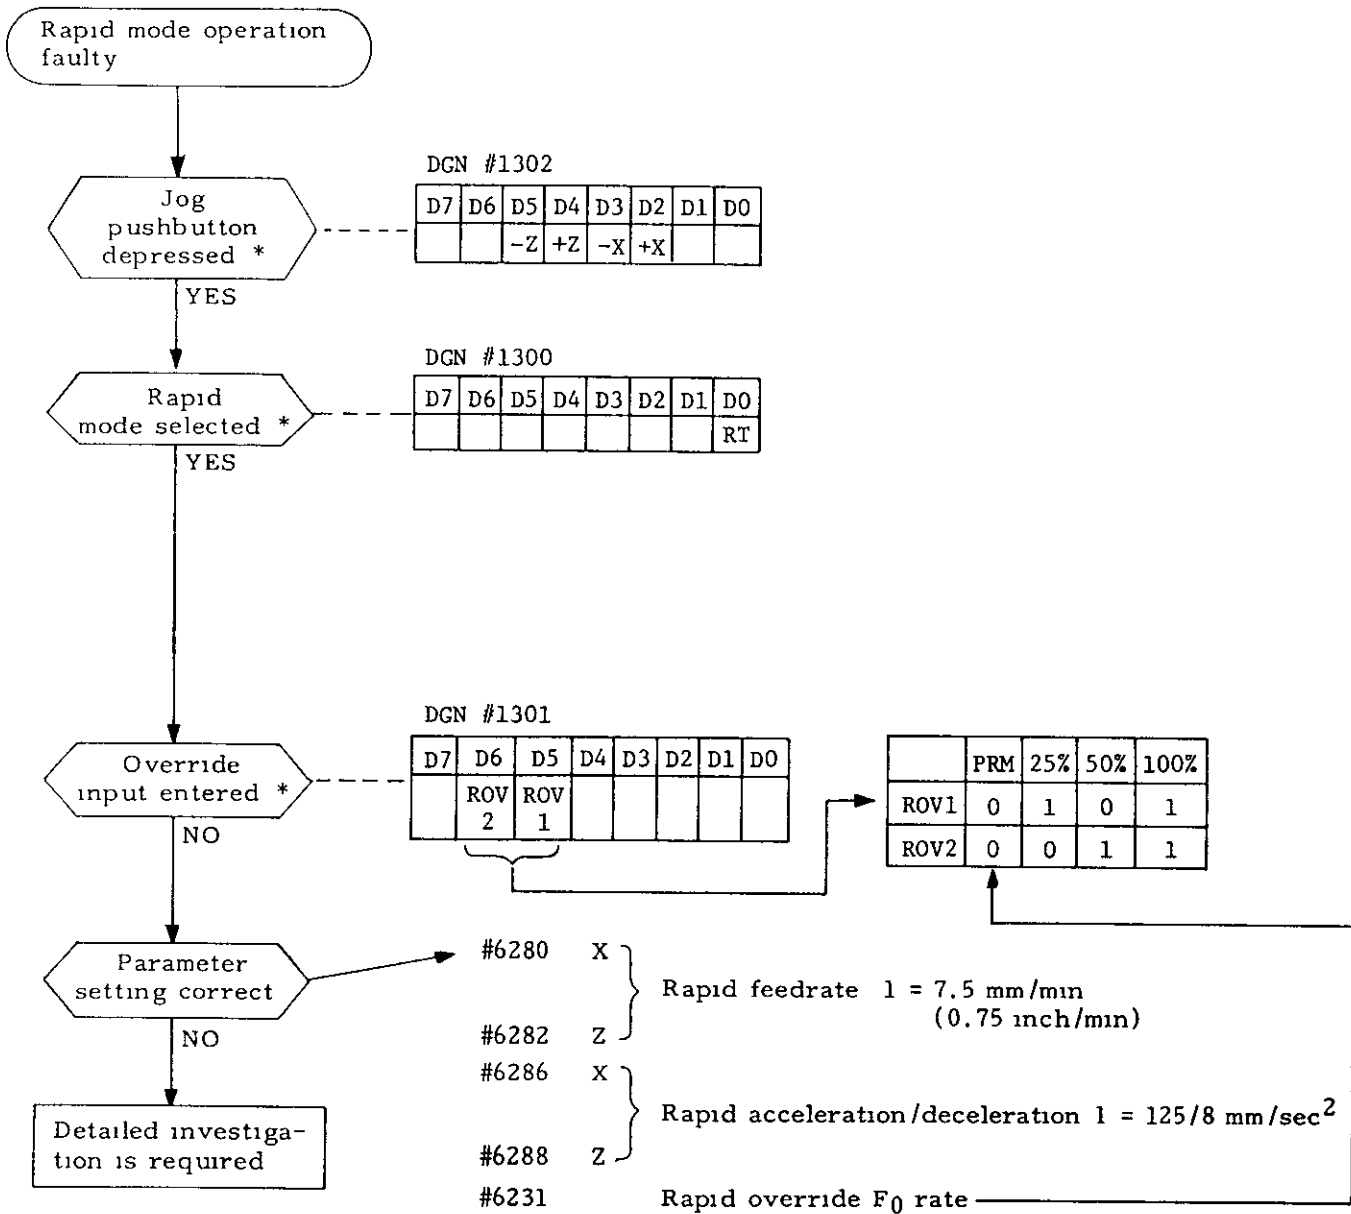 Rapid mode operation
faulty
Jog
pushbutton
depressed *
YES
DGN #1302
D7 D6 D5 D4 D3 D2 D1 D0
-Z +Z -X +X
Rapid
mode selected *
YES
DGN #1300
D7 D6 D5 D4 D3 D2 D1 D0
RT
Override
input entered *
NO
DGN #1301
D7 D6 D5 D4 D3 D2 D1 D0
ROV ROV
2 1
PRM 25% 50% 100%
ROV1 0 1 0 1
ROV2 0 0 1 1
Parameter
setting correct
NO
#6280 X
Rapid feedrate 1 = 7.5 mm/min
(0.75 inch/min)
#6282 Z
#6286 X
Rapid acceleration/deceleration 1 = 125/8 mm/sec²
#6288 Z
#6231 Rapid override F₀ rate
Detailed investiga-
tion is required